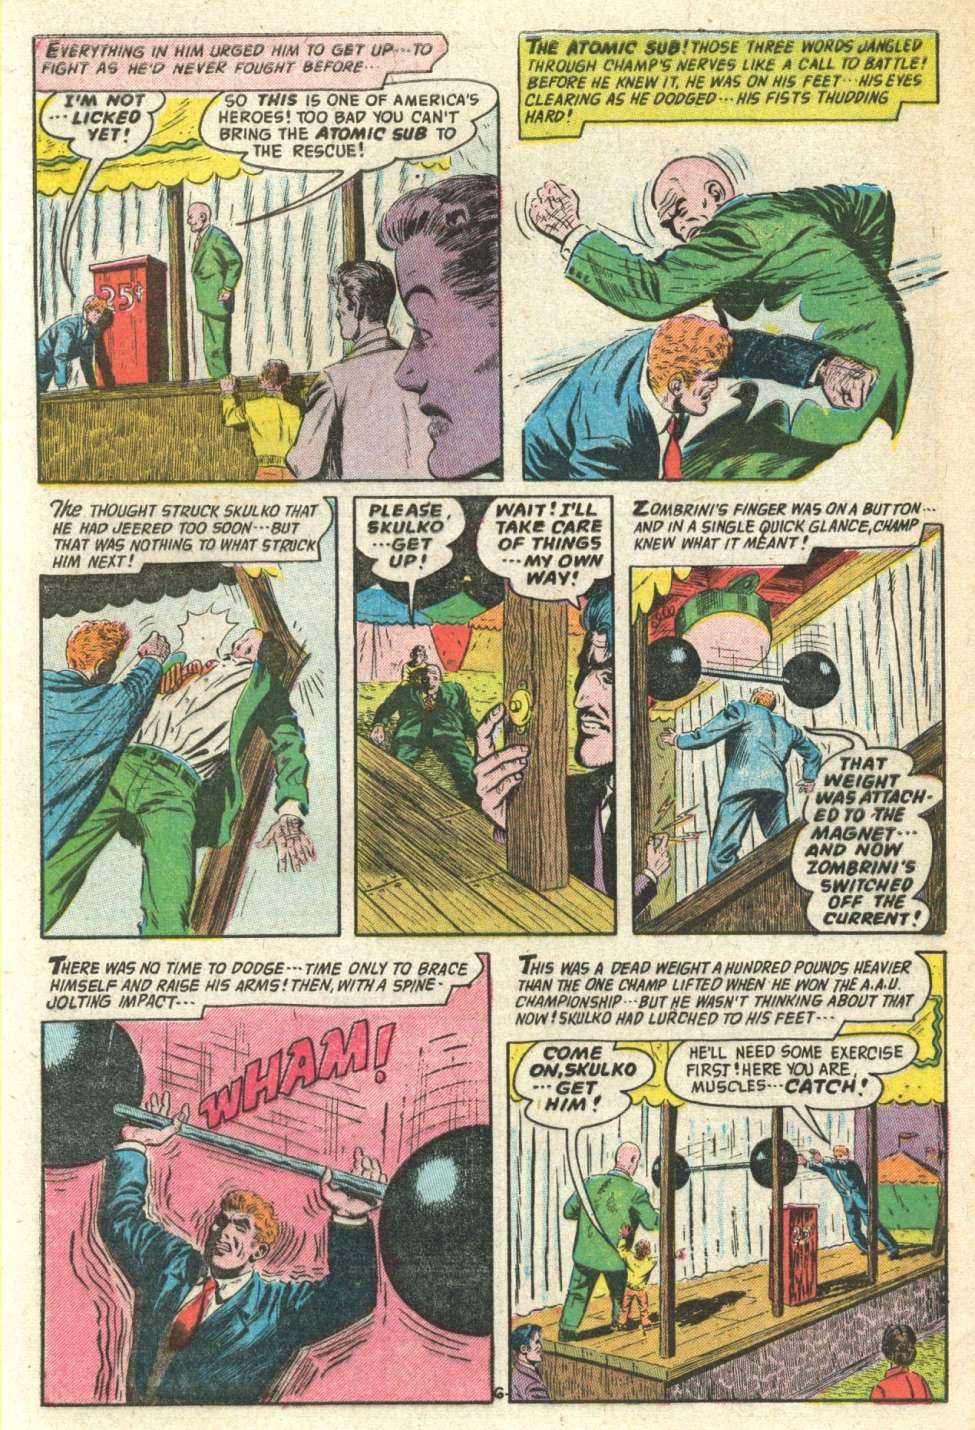 EVERYTHING IN HIM URGED HIM TO GET UP---TO
FIGHT AS HE'D NEVER FOUGHT BEFORE---
I'M NOT
---LICKED
YET!
SO THIS IS ONE OF AMERICA'S
HEROES! TOO BAD YOU CAN'T
BRING THE ATOMIC SUB TO
THE RESCUE!
25¢
THE ATOMIC SUB! THOSE THREE WORDS JANGLED
THROUGH CHAMP'S NERVES LIKE A CALL TO BATTLE!
BEFORE HE KNEW IT, HE WAS ON HIS FEET---HIS EYES
CLEARING AS HE DODGED---HIS FISTS THUDDING
HARD!
THE THOUGHT STRUCK SKULKO THAT
HE HAD JEERED TOO SOON---BUT
THAT WAS NOTHING TO WHAT STRUCK
HIM NEXT!
PLEASE,
SKULKO
---GET
UP!
WAIT! I'LL
TAKE CARE
OF THINGS
---MY OWN
WAY!
ZOMBRINI'S FINGER WAS ON A BUTTON---
AND IN A SINGLE QUICK GLANCE, CHAMP
KNEW WHAT IT MEANT!
THAT
WEIGHT
WAS ATTACH-
ED TO THE
MAGNET---
AND NOW
ZOMBRINI'S
SWITCHED
OFF THE
CURRENT!
THERE WAS NO TIME TO DODGE---TIME ONLY TO BRACE
HIMSELF AND RAISE HIS ARMS! THEN, WITH A SPINE-
JOLTING IMPACT---
WHAM!
THIS WAS A DEAD WEIGHT A HUNDRED POUNDS HEAVIER
THAN THE ONE CHAMP LIFTED WHEN HE WON THE A.A.U.
CHAMPIONSHIP---BUT HE WASN'T THINKING ABOUT THAT
NOW! SKULKO HAD LURCHED TO HIS FEET---
COME
ON, SKULKO
---GET
HIM!
HE'LL NEED SOME EXERCISE
FIRST! HERE YOU ARE,
MUSCLES---CATCH!
25¢
6-